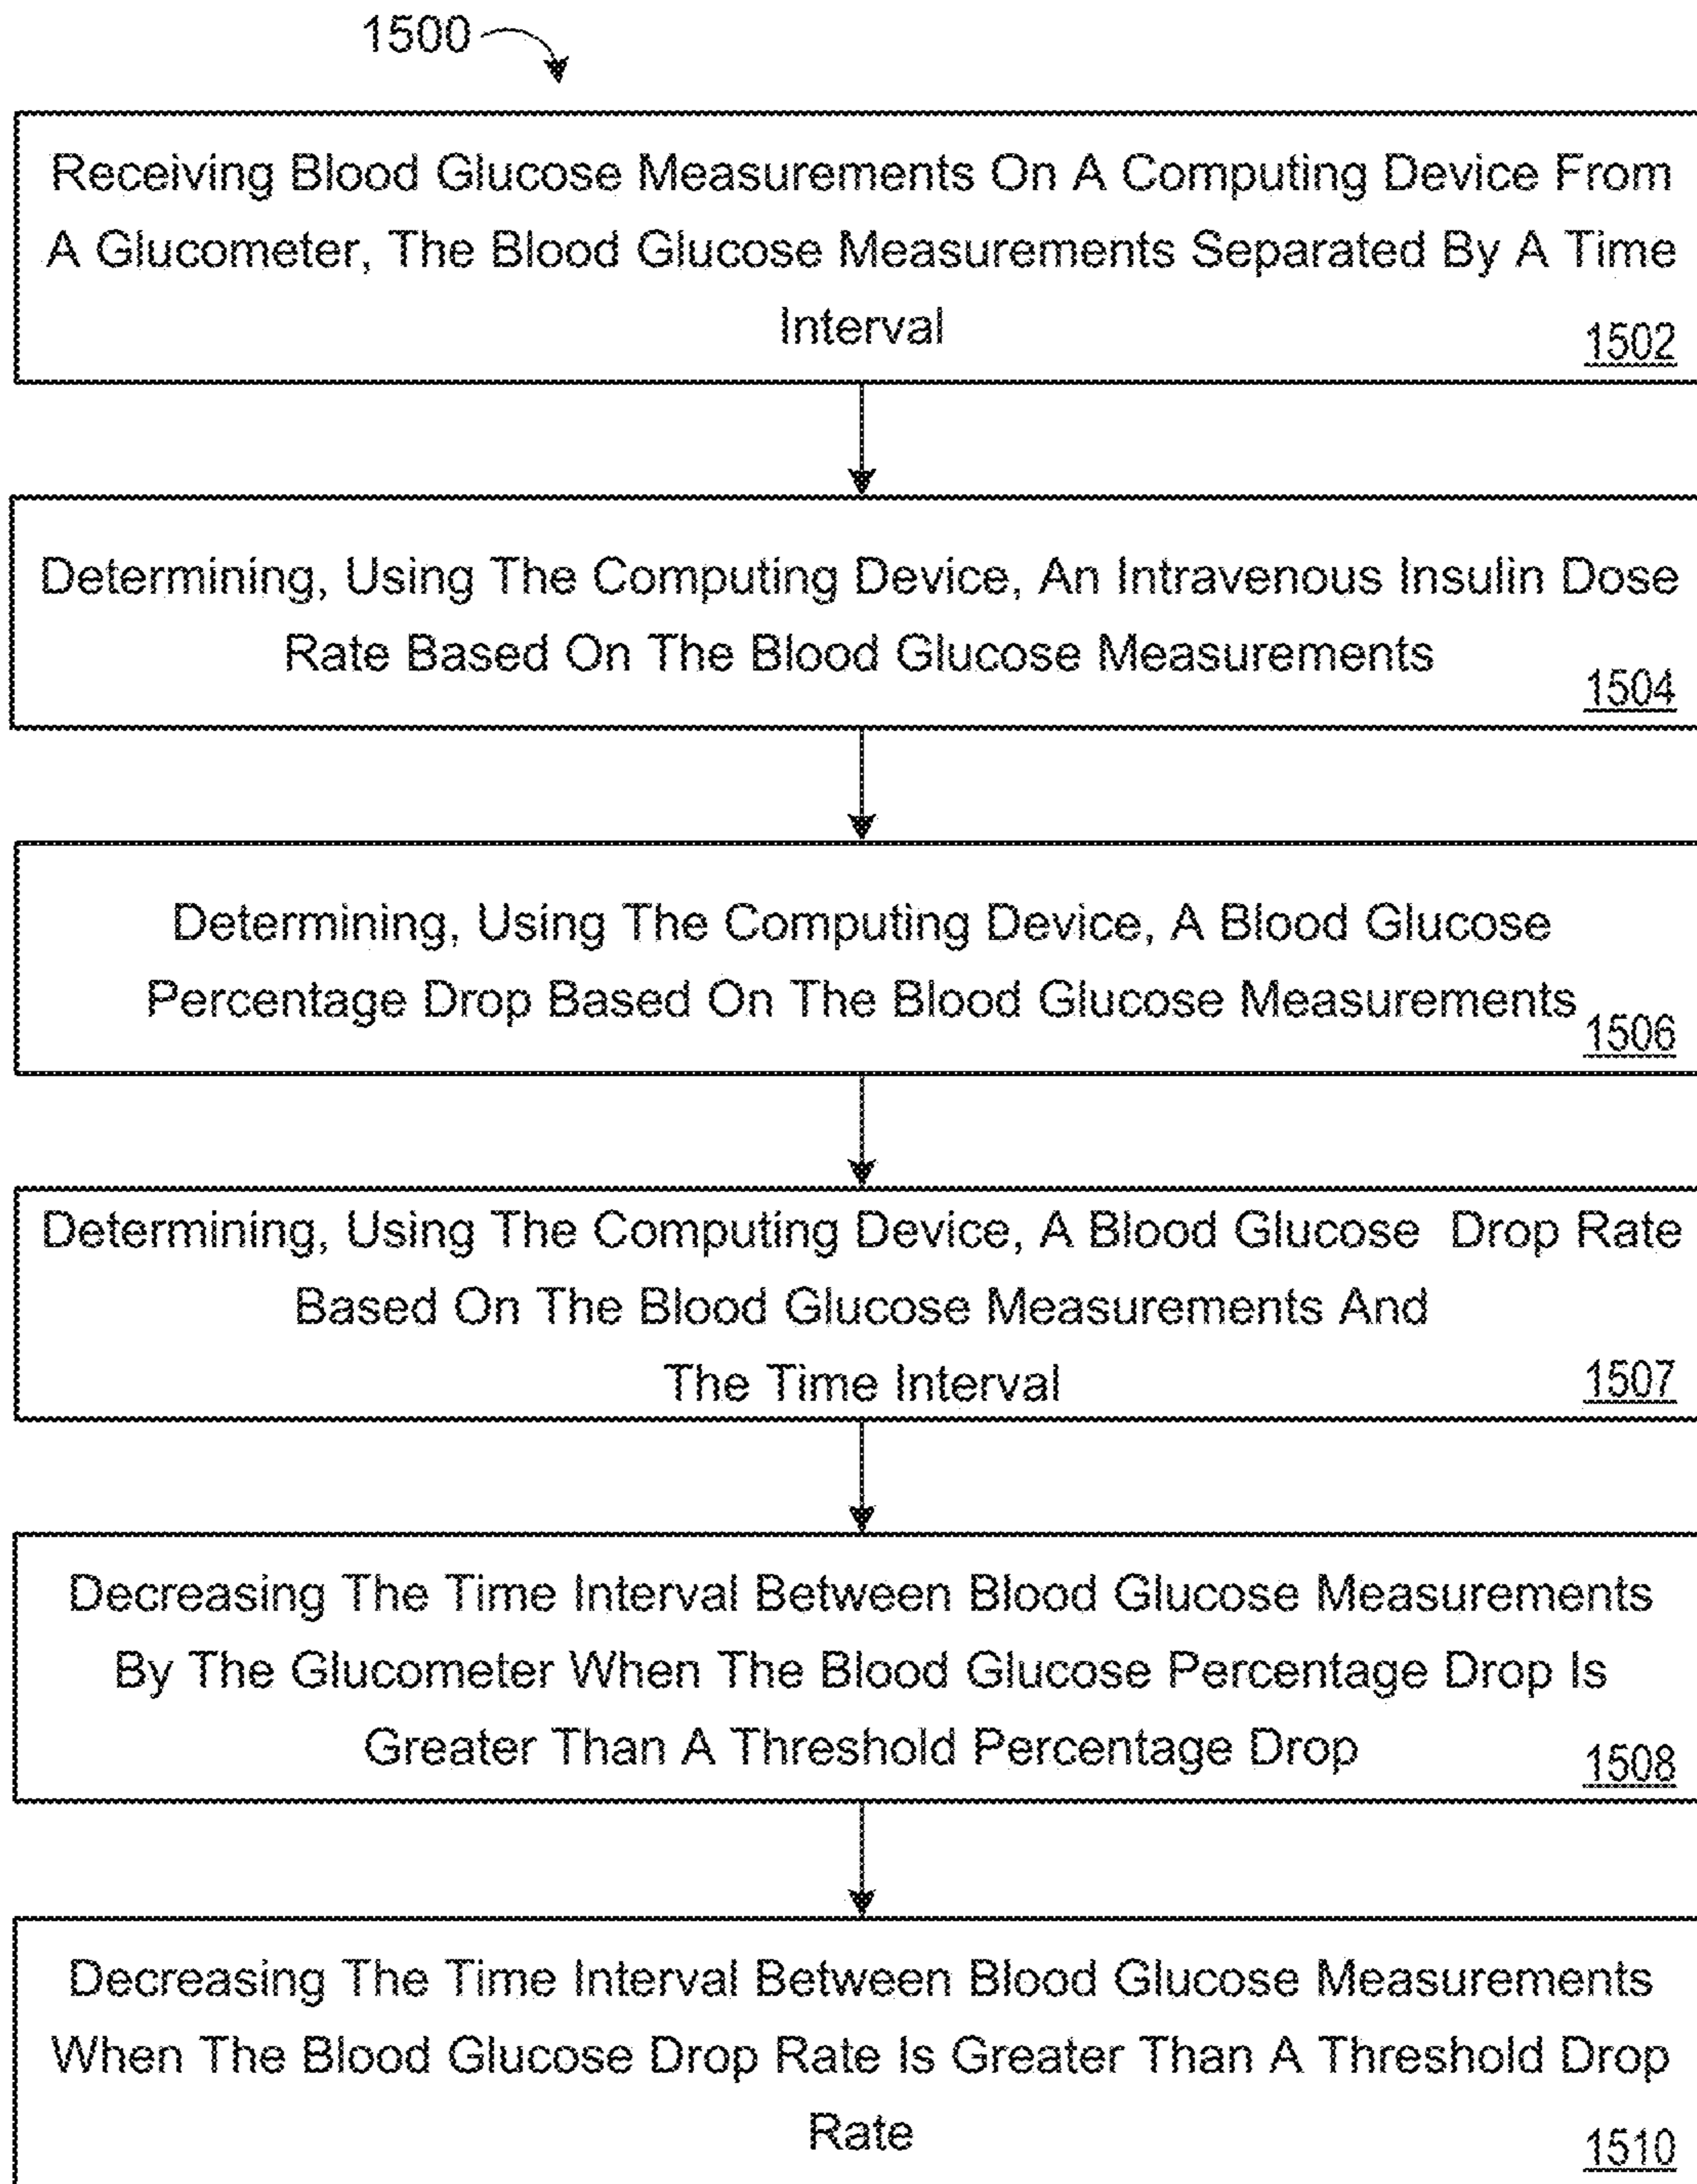 1500
Receiving Blood Glucose Measurements On A Computing Device From
A Glucometer, The Blood Glucose Measurements Separated By A Time
Interval
1502
Determining, Using The Computing Device, An Intravenous Insulin Dose
Rate Based On The Blood Glucose Measurements
1504
Determining, Using The Computing Device, A Blood Glucose
Percentage Drop Based On The Blood Glucose Measurements
1506
Determining, Using The Computing Device, A Blood Glucose Drop Rate
Based On The Blood Glucose Measurements And
The Time Interval
1507
Decreasing The Time Interval Between Blood Glucose Measurements
By The Glucometer When The Blood Glucose Percentage Drop Is
Greater Than A Threshold Percentage Drop
1508
Decreasing The Time Interval Between Blood Glucose Measurements
When The Blood Glucose Drop Rate Is Greater Than A Threshold Drop
Rate
1510